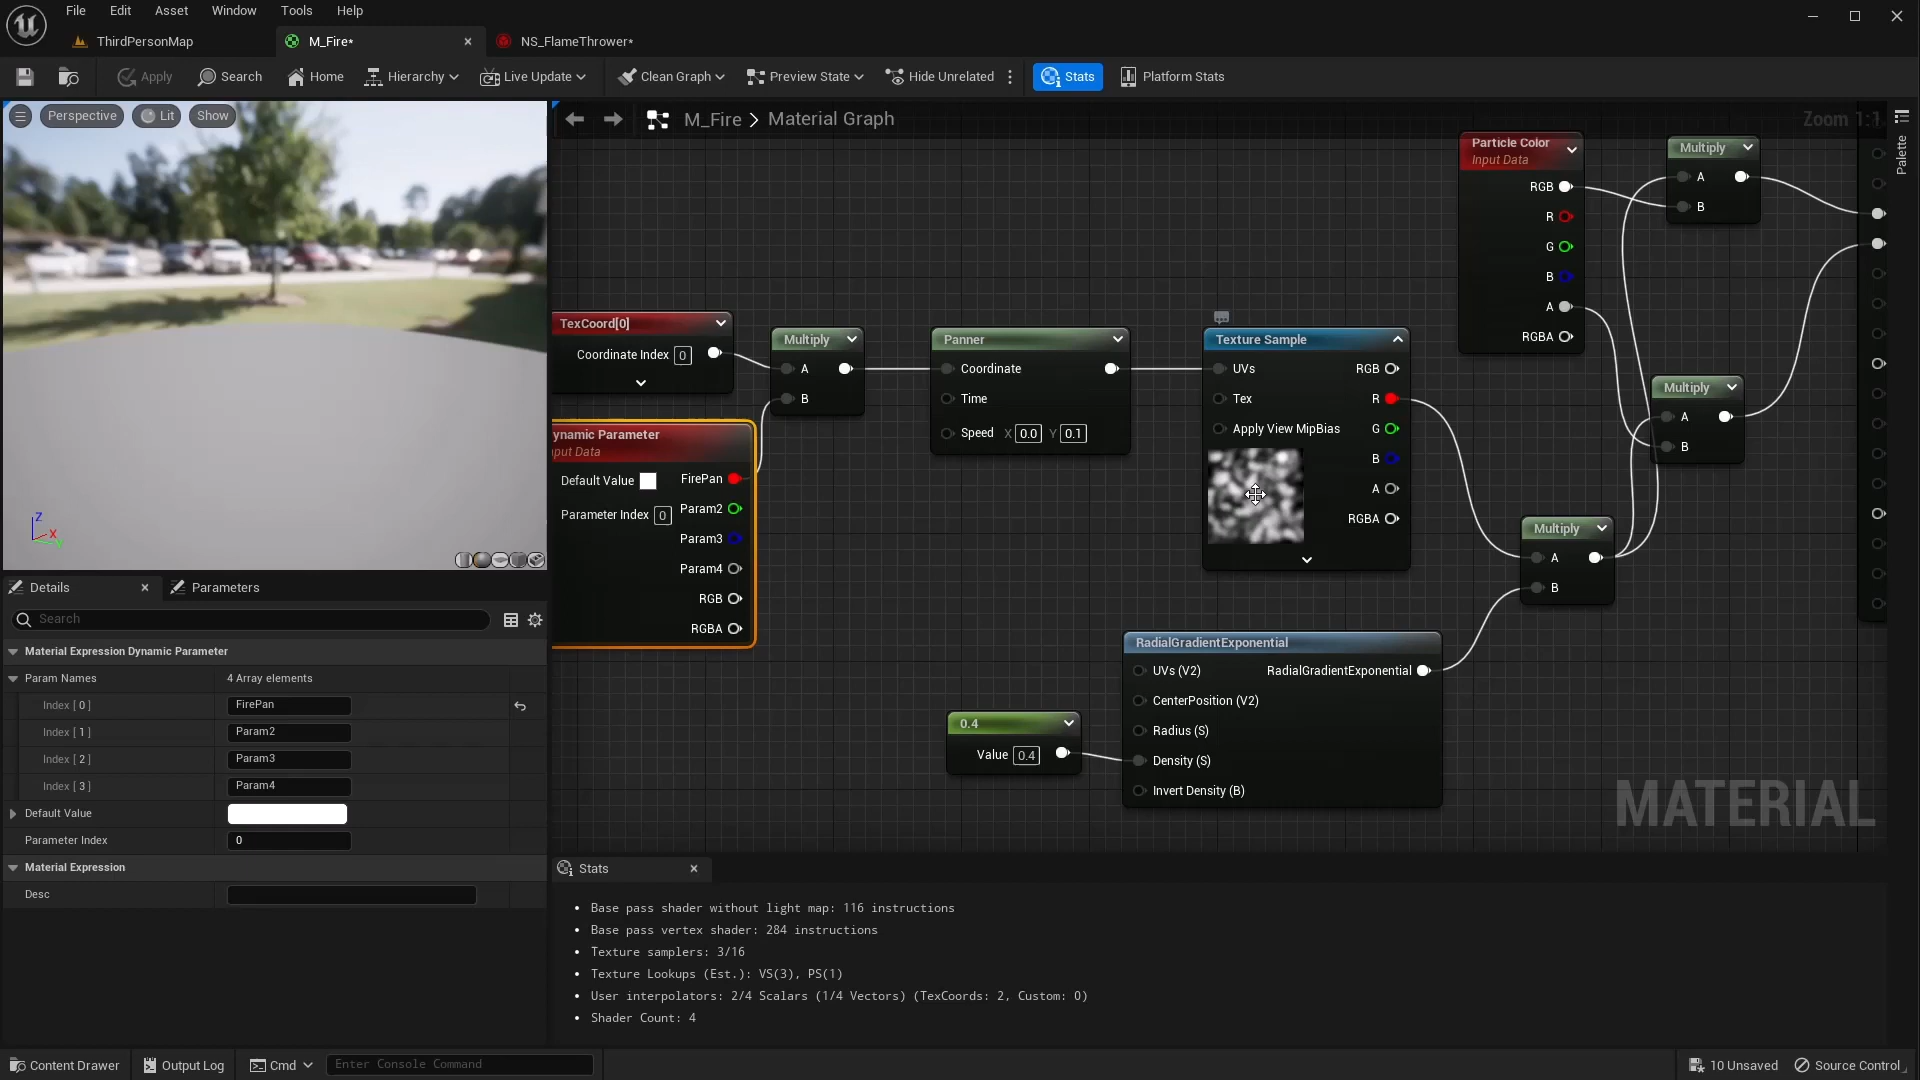 File Edit Asset Window Tools Help
ThirdPersonMap M_Fire* NS_FlameThrower*
Apply Search Home Hierarchy Live Update Clean Graph Preview State Hide Unrelated Stats Platform Stats
Perspective Lit Show
M_Fire > Material Graph
Zoom 1:1
Palette
Particle Color
Input Data
RGB
R
G
B
A
RGBA
Multiply
A
B
TexCoord[0]
Coordinate Index 0
Multiply
A
B
Panner
Coordinate
Time
Speed X 0.0 Y 0.1
Texture Sample
UVs RGB
Tex R
Apply View MipBias G
B
A
RGBA
Multiply
A
B
ynamic Parameter
nput Data
Default Value FirePan
Parameter Index 0 Param2
Param3
Param4
RGB
RGBA
Multiply
A
B
RadialGradientExponential
UVs (V2) RadialGradientExponential
CenterPosition (V2)
Radius (S)
Density (S)
Invert Density (B)
0.4
Value 0.4
MATERIAL
Z
X
Y
Details Parameters
Search
Material Expression Dynamic Parameter
Param Names 4 Array elements
Index [ 0 ] FirePan
Index [ 1 ] Param2
Index [ 2 ] Param3
Index [ 3 ] Param4
Default Value
Parameter Index 0
Material Expression
Desc
Stats
• Base pass shader without light map: 116 instructions
• Base pass vertex shader: 284 instructions
• Texture samplers: 3/16
• Texture Lookups (Est.): VS(3), PS(1)
• User interpolators: 2/4 Scalars (1/4 Vectors) (TexCoords: 2, Custom: 0)
• Shader Count: 4
Content Drawer Output Log Cmd Enter Console Command 10 Unsaved Source Control